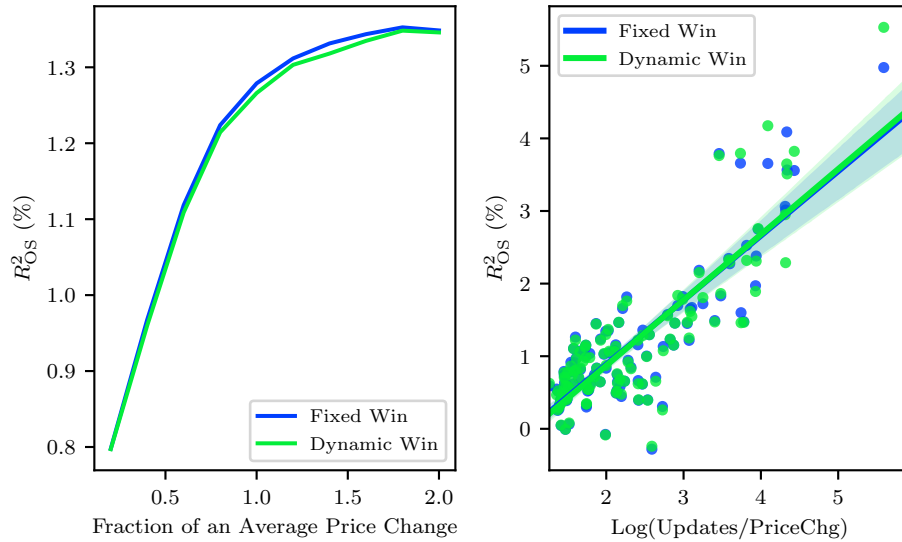 1.3
1.2
1.1
1.0
0.9
0.8
R²OS (%)
0.5
1.0
1.5
2.0
Fraction of an Average Price Change
Fixed Win
Dynamic Win
5
4
3
2
1
0
R²OS (%)
2
3
4
5
Log(Updates/PriceChg)
Fixed Win
Dynamic Win